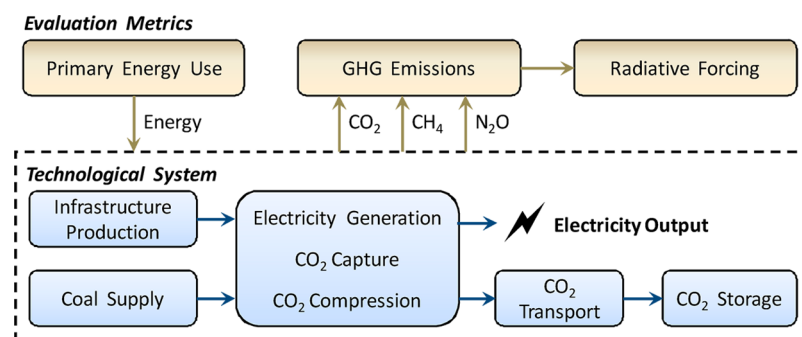 Evaluation Metrics
Primary Energy Use
GHG Emissions
Radiative Forcing
Energy
CO₂
CH₄
N₂O
Technological System
Infrastructure
Production
Electricity Generation
CO₂ Capture
CO₂ Compression
Electricity Output
Coal Supply
CO₂
Transport
CO₂ Storage